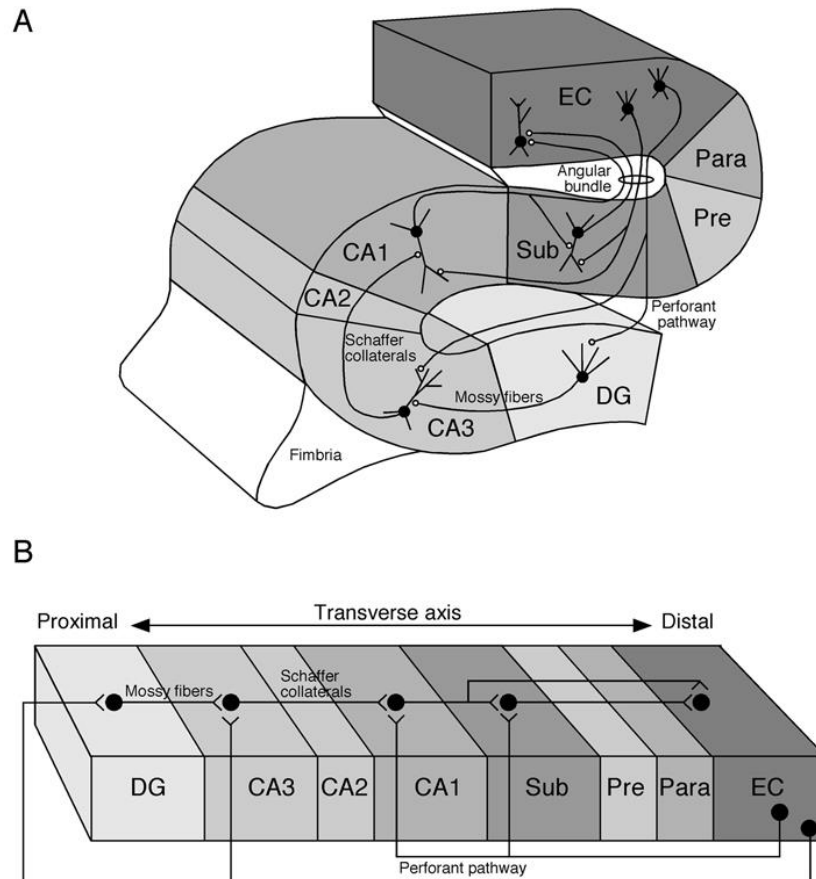 A
EC
Para
Angular
bundle
Pre
Sub
CA1
CA2
Perforant
pathway
Schaffer
collaterals
Mossy fibers
DG
CA3
Fimbria
B
Proximal
Transverse axis
Distal
Mossy fibers
Schaffer
collaterals
DG
CA3
CA2
CA1
Sub
Pre
Para
EC
Perforant pathway